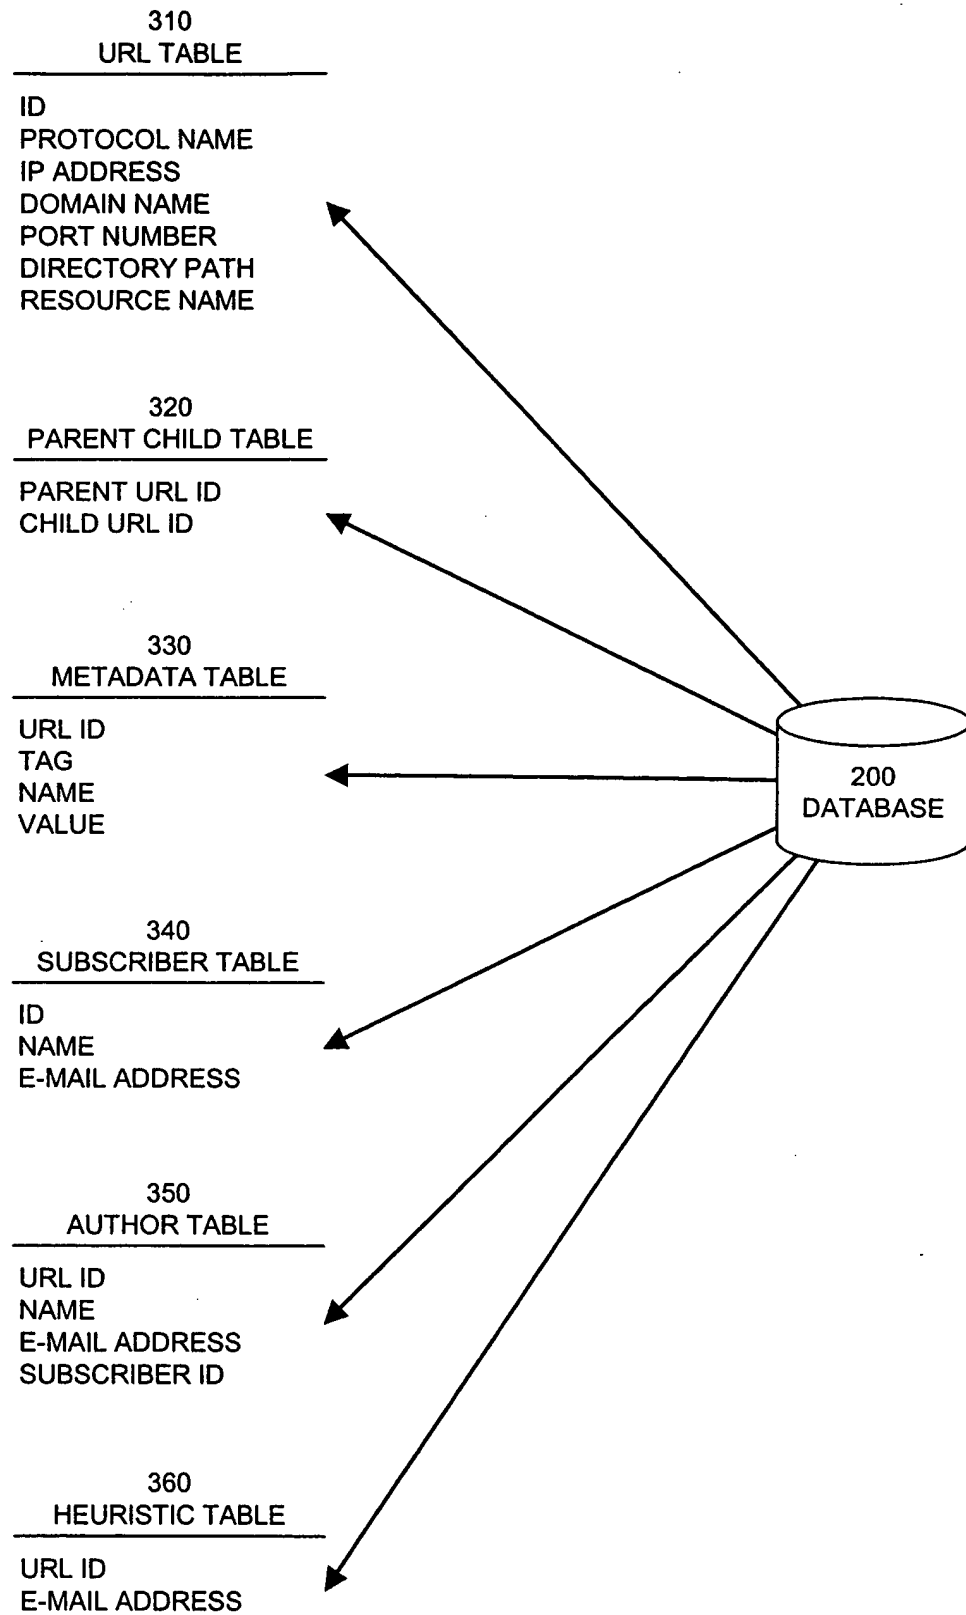 310
URL TABLE
ID
PROTOCOL NAME
IP ADDRESS
DOMAIN NAME
PORT NUMBER
DIRECTORY PATH
RESOURCE NAME
320
PARENT CHILD TABLE
PARENT URL ID
CHILD URL ID
330
METADATA TABLE
URL ID
TAG
NAME
VALUE
200
DATABASE
340
SUBSCRIBER TABLE
ID
NAME
E-MAIL ADDRESS
350
AUTHOR TABLE
URL ID
NAME
E-MAIL ADDRESS
SUBSCRIBER ID
360
HEURISTIC TABLE
URL ID
E-MAIL ADDRESS